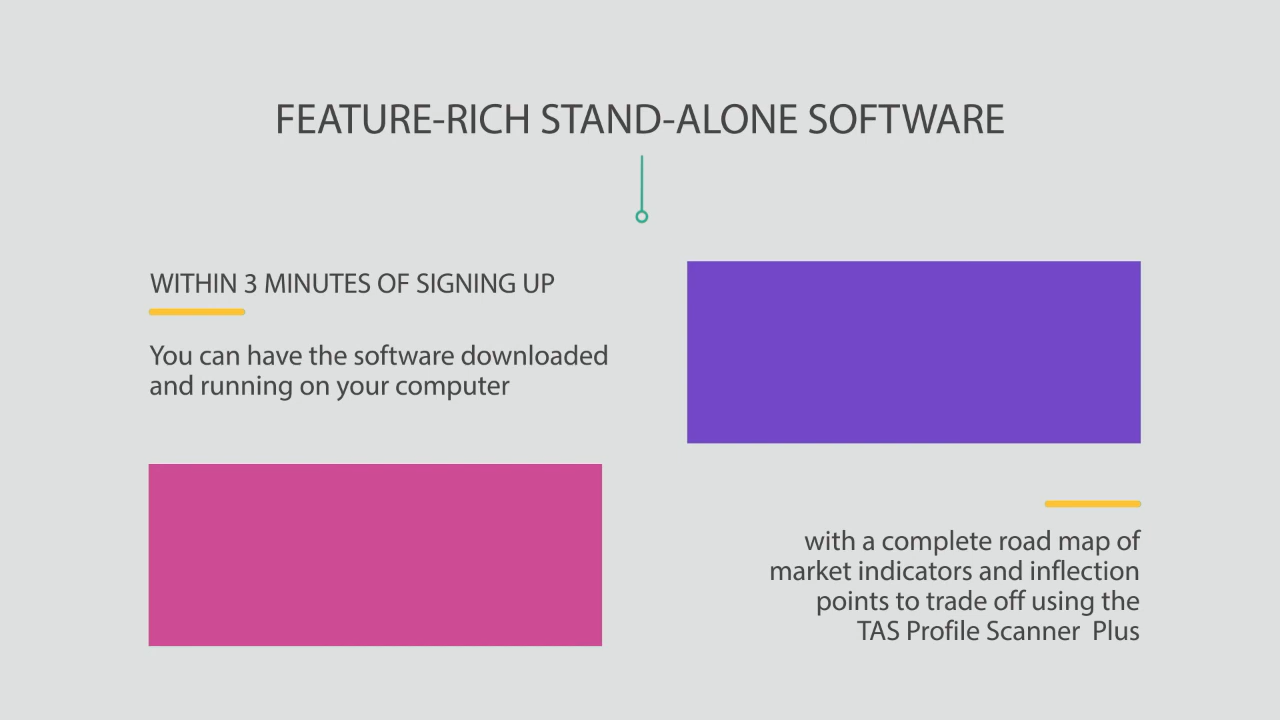 FEATURE-RICH STAND-ALONE SOFTWARE
WITHIN 3 MINUTES OF SIGNING UP
You can have the software downloaded
and running on your computer
with a complete road map of
market indicators and inflection
points to trade off using the
TAS Profile Scanner  Plus